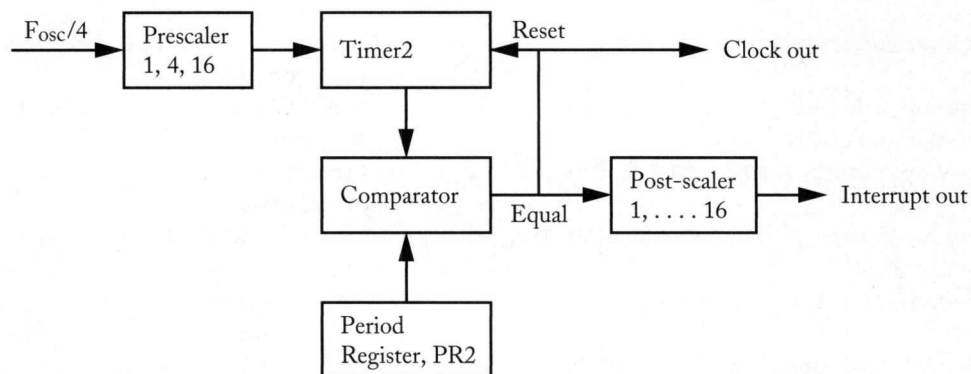 Fosc/4
Prescaler
1, 4, 16
Timer2
Reset
Clock out
Comparator
Equal
Post-scaler
1, . . . . 16
Interrupt out
Period
Register, PR2